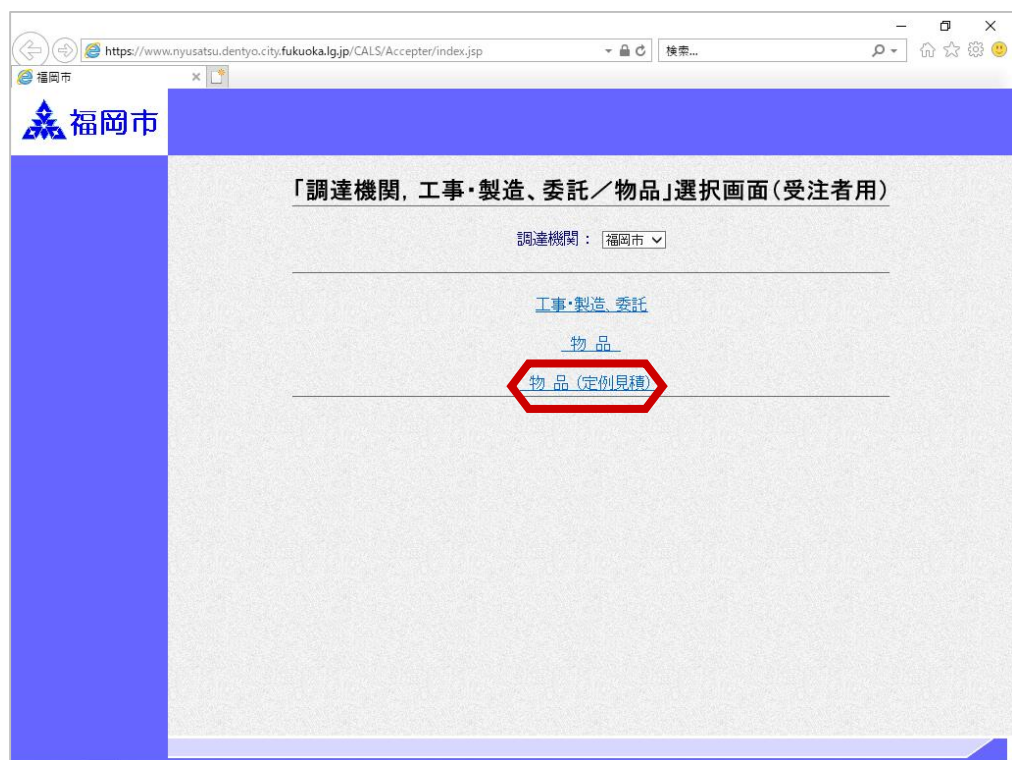 https://www.nyusatsu.dentyo.city.fukuoka.lg.jp/CALS/Accepter/index.jsp
検索...
福岡市
福岡市
「調達機関，工事・製造、委託／物品」選択画面（受注者用）
調達機関： 福岡市
工事・製造、委託
物 品
物 品 （定例見積）